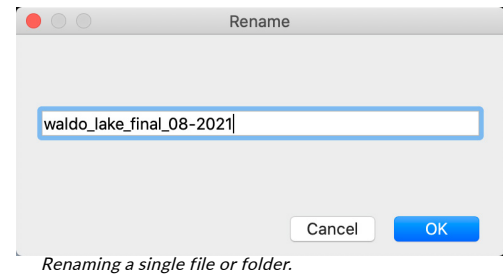 Rename
waldo_lake_final_08-2021
Cancel OK
Renaming a single file or folder.